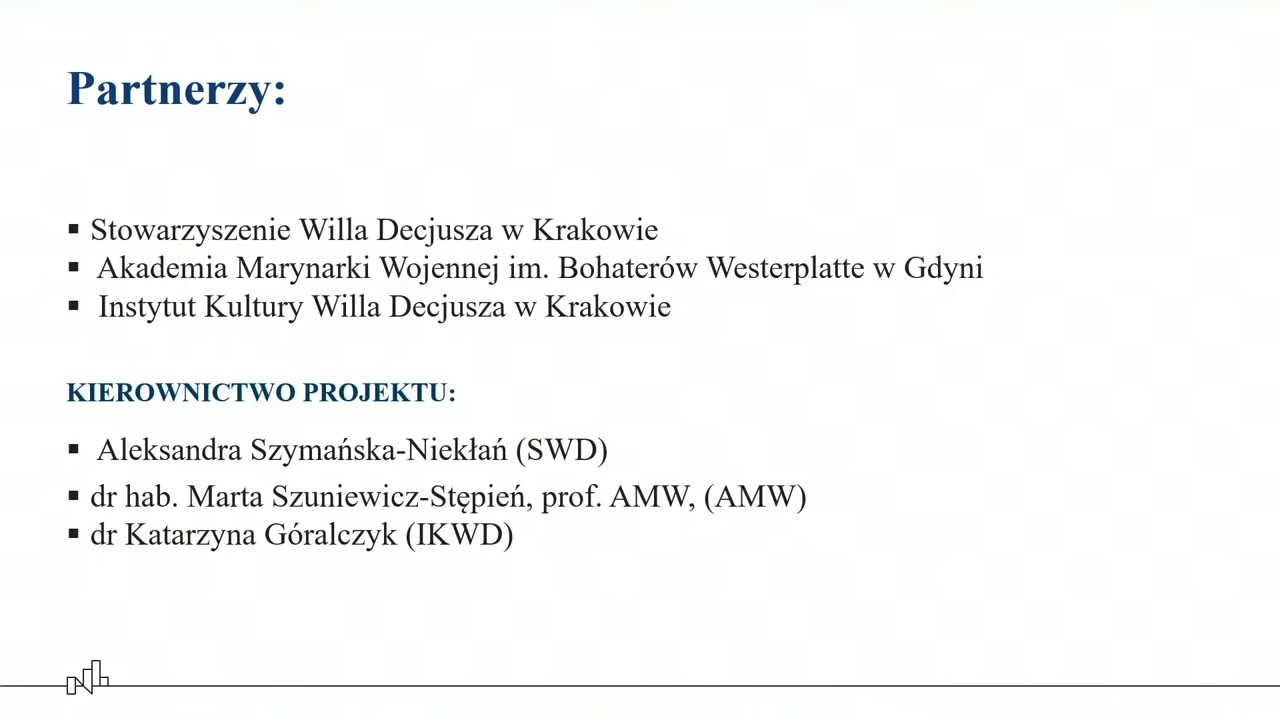 Partnerzy:
▪ Stowarzyszenie Willa Decjusza w Krakowie
▪ Akademia Marynarki Wojennej im. Bohaterów Westerplatte w Gdyni
▪ Instytut Kultury Willa Decjusza w Krakowie
KIEROWNICTWO PROJEKTU:
▪ Aleksandra Szymańska-Niekłań (SWD)
▪ dr hab. Marta Szuniewicz-Stępień, prof. AMW, (AMW)
▪ dr Katarzyna Góralczyk (IKWD)